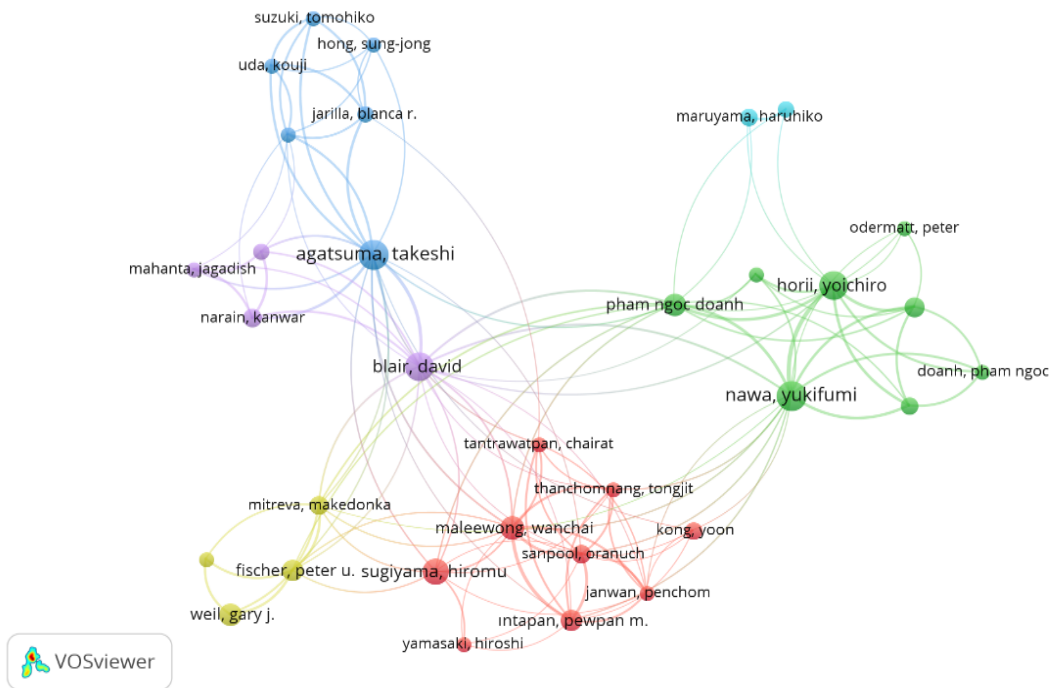 suzuki, tomohiko
hong, sung-jong
uda, kouji
jarilla, blanca r.
maruyama, haruhiko
odermatt, peter
agatsuma, takeshi
mahanta, jagadish
horii, yoichiro
pham ngoc doanh
narain, kanwar
blair, david
doanh, pham ngoc
nawa, yukifumi
tantrawatpan, chairat
thanchomnang, tongjit
mitreva, makedonka
maleewong, wanchai
kong, yoon
sanpool, oranuch
fischer, peter u.
sugiyama, hiromu
janwan, penchom
weil, gary j.
intapan, pewpan m.
yamasaki, hiroshi
VOSviewer